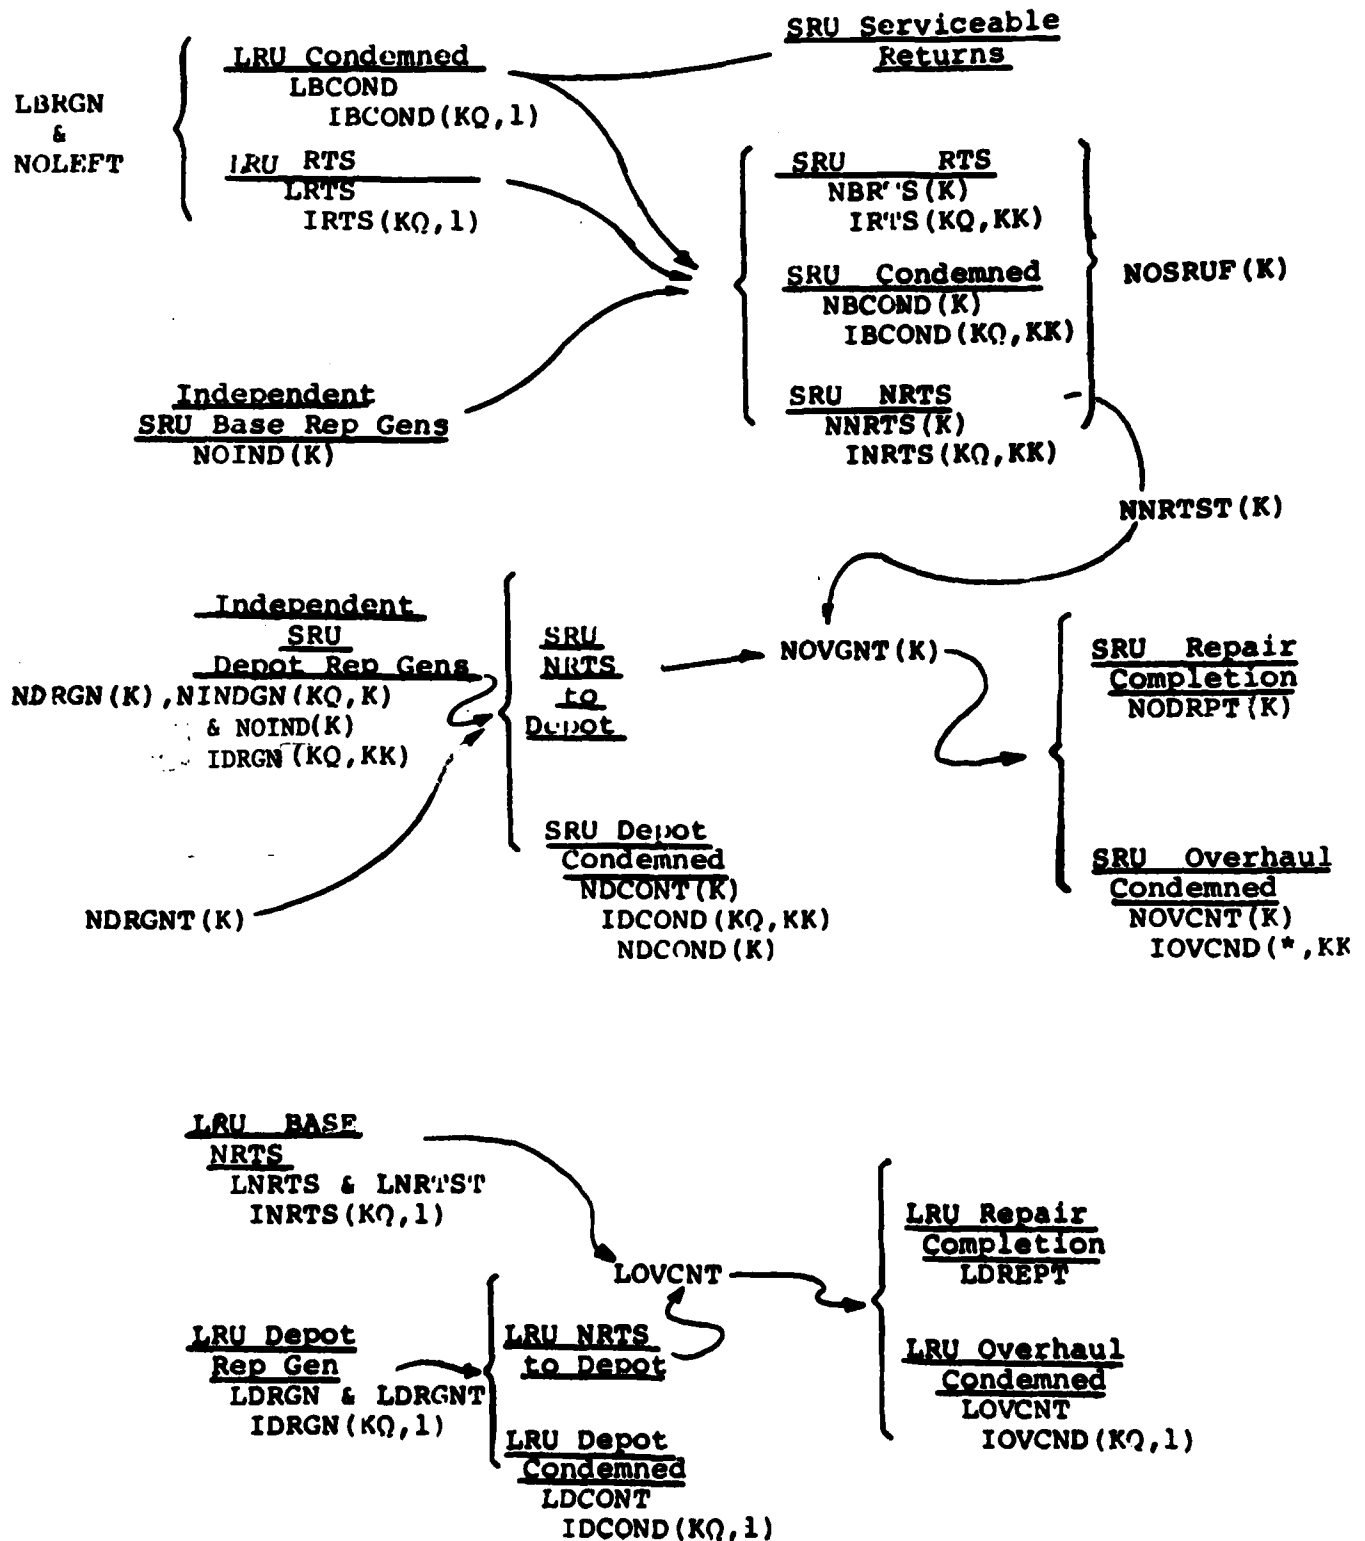 SRU Serviceable
Returns
LRU Condemned
LBCOND
IBCOND(KQ,1)
LBRGN
&
NOLEFT
LRU RTS
LRTS
IRTS(KQ,1)
SRU RTS
NBRTS(K)
IRTS(KQ,KK)
SRU Condemned
NBCOND(K)
IBCOND(KQ,KK)
SRU NRTS
NNRTS(K)
INRTS(KQ,KK)
NOSRUF(K)
Independent
SRU Base Rep Gens
NOIND(K)
NNRTST(K)
Independent
SRU
Depot Rep Gens
NDRGN(K),NINDGN(KQ,K)
& NOIND(K)
IDRGN(KQ,KK)
SRU
NRTS
to
Depot
NOVGNT(K)
SRU Repair
Completion
NODRPT(K)
SRU Depot
Condemned
NDCONT(K)
IDCOND(KQ,KK)
NDCOND(K)
NDRGNT(K)
SRU Overhaul
Condemned
NOVCNT(K)
IOVCND(*,KK
LRU BASE
NRTS
LNRTS & LNRTST
INRTS(KQ,1)
LOVCNT
LRU Repair
Completion
LDREPT
LRU Depot
Rep Gen
LDRGN & LDRGNT
IDRGN(KQ,1)
LRU NRTS
to Depot
LRU Overhaul
Condemned
LOVCNT
IOVCND(KQ,1)
LRU Depot
Condemned
LDCONT
IDCOND(KQ,1)